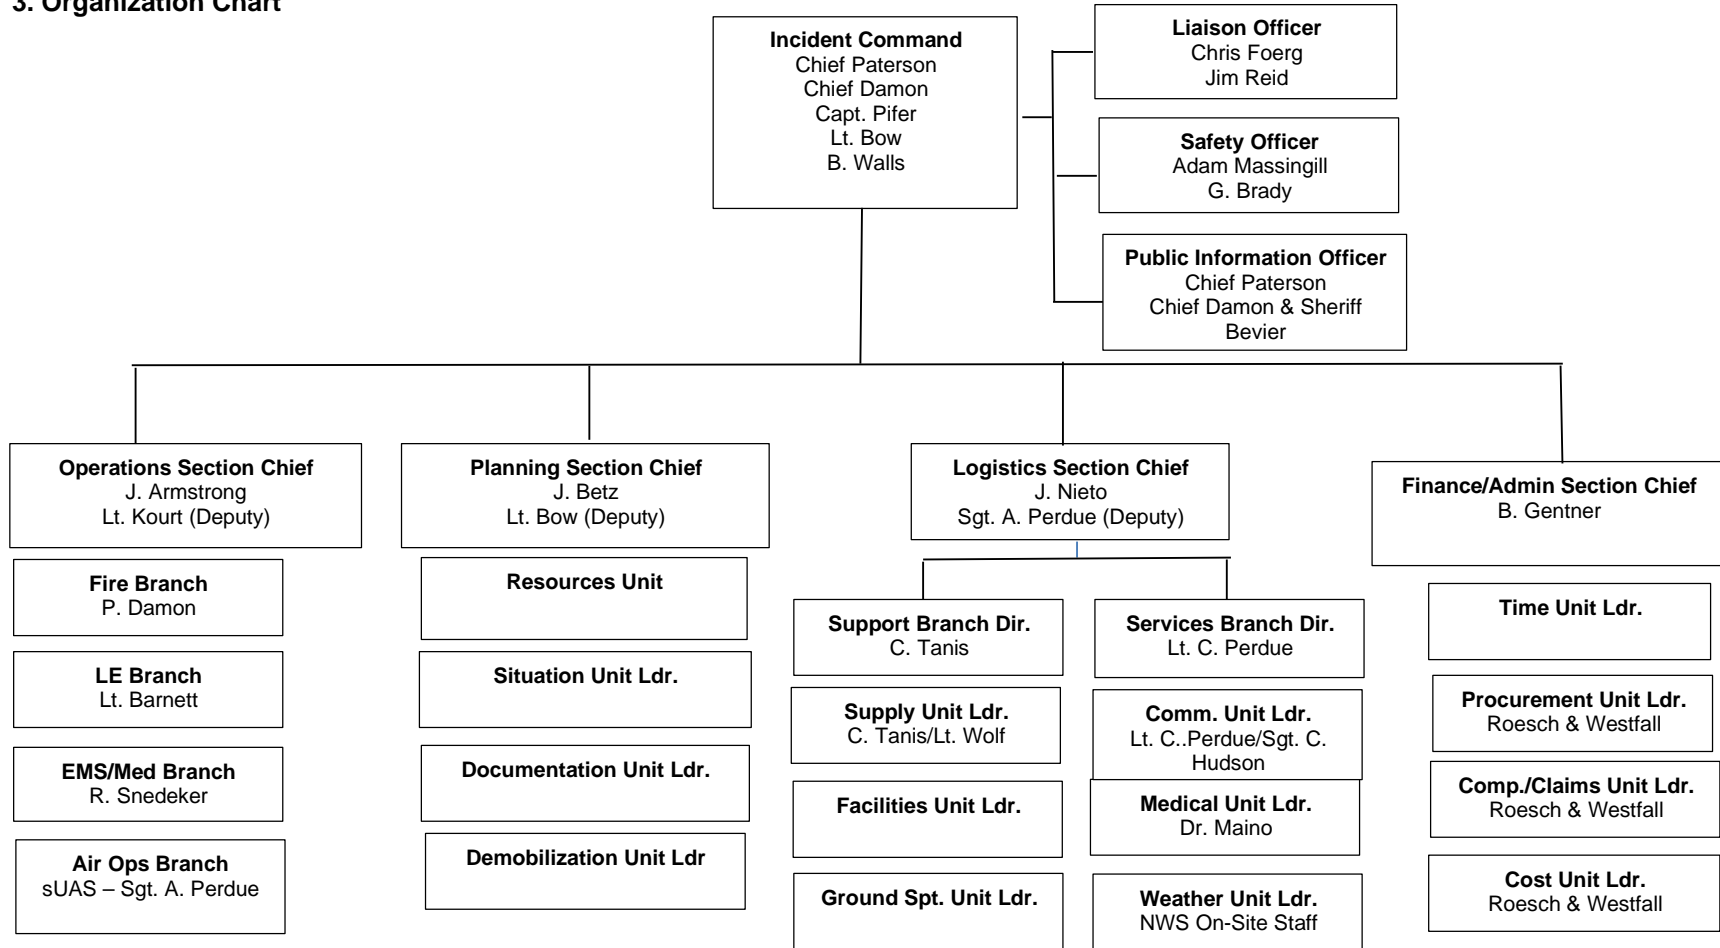 3. Organization Chart
Incident Command
Chief Paterson
Chief Damon
Capt. Pifer
Lt. Bow
B. Walls
Liaison Officer
Chris Foerg
Jim Reid
Safety Officer
Adam Massingill
G. Brady
Public Information Officer
Chief Paterson
Chief Damon & Sheriff
Bevier
Operations Section Chief
J. Armstrong
Lt. Kourt (Deputy)
Fire Branch
P. Damon
LE Branch
Lt. Barnett
EMS/Med Branch
R. Snedeker
Air Ops Branch
sUAS – Sgt. A. Perdue
Planning Section Chief
J. Betz
Lt. Bow (Deputy)
Resources Unit
Situation Unit Ldr.
Documentation Unit Ldr.
Demobilization Unit Ldr
Logistics Section Chief
J. Nieto
Sgt. A. Perdue (Deputy)
Support Branch Dir.
C. Tanis
Supply Unit Ldr.
C. Tanis/Lt. Wolf
Facilities Unit Ldr.
Ground Spt. Unit Ldr.
Services Branch Dir.
Lt. C. Perdue
Comm. Unit Ldr.
Lt. C..Perdue/Sgt. C.
Hudson
Medical Unit Ldr.
Dr. Maino
Weather Unit Ldr.
NWS On-Site Staff
Finance/Admin Section Chief
B. Gentner
Time Unit Ldr.
Procurement Unit Ldr.
Roesch & Westfall
Comp./Claims Unit Ldr.
Roesch & Westfall
Cost Unit Ldr.
Roesch & Westfall